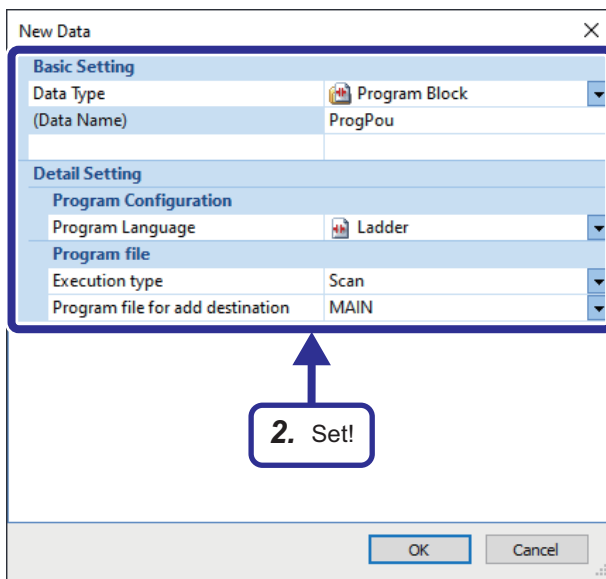 New Data
Basic Setting
Data Type Program Block
(Data Name) ProgPou
Detail Setting
Program Configuration
Program Language Ladder
Program file
Execution type Scan
Program file for add destination MAIN
2. Set!
OK Cancel